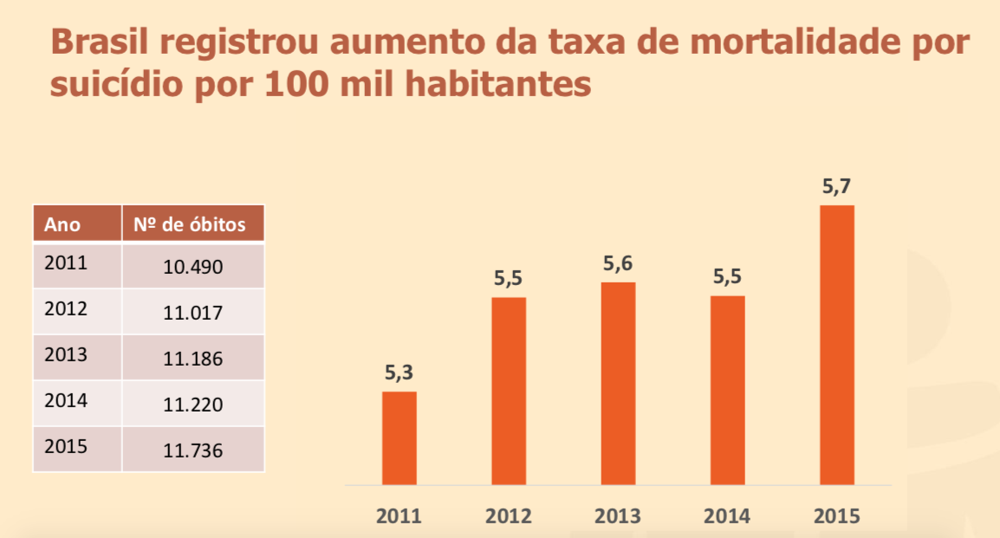 Brasil registrou aumento da taxa de mortalidade por
suicídio por 100 mil habitantes
Ano Nº de óbitos
2011 10.490
2012 11.017
2013 11.186
2014 11.220
2015 11.736
5,3
5,5
5,6
5,5
5,7
2011 2012 2013 2014 2015